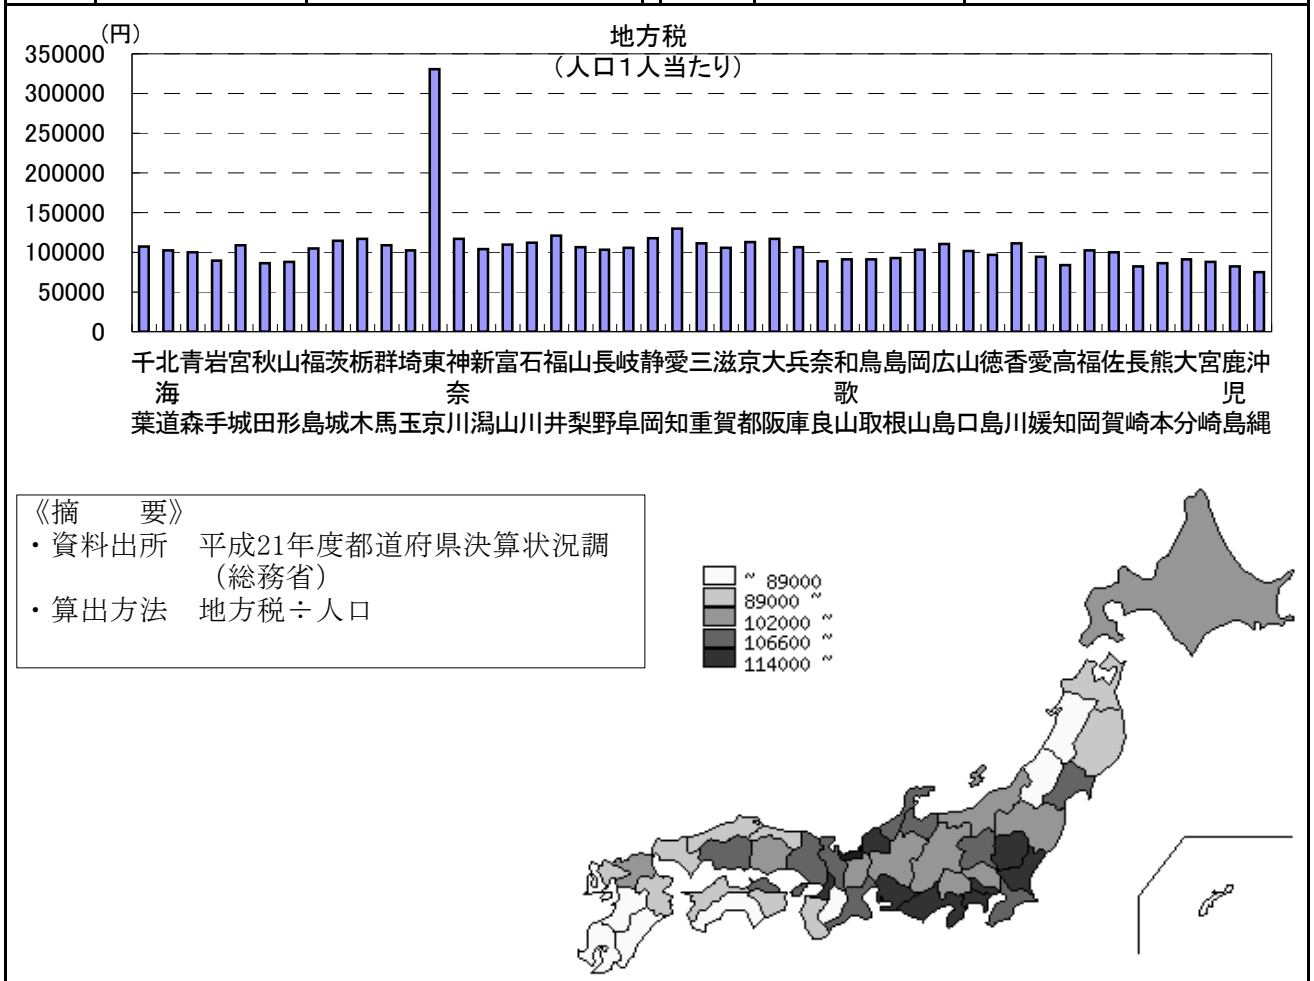 (円)
地方税
(人口1人当たり)
350000
300000
250000
200000
150000
100000
50000
0
千北青岩宮秋山福茨栃群埼東神新富石福山長岐静愛三滋京大兵奈和鳥島岡広山徳香愛高福佐長熊大宮鹿沖
海 奈 歌 児
葉道森手城田形島城木馬玉京川潟山川井梨野阜岡知重賀都阪庫良山取根山島口島川媛知岡賀崎本分崎島縄
《摘　　要》
・資料出所　平成21年度都道府県決算状況調
（総務省）
・算出方法　地方税÷人口
~ 89000
89000 ~
102000 ~
106600 ~
114000 ~